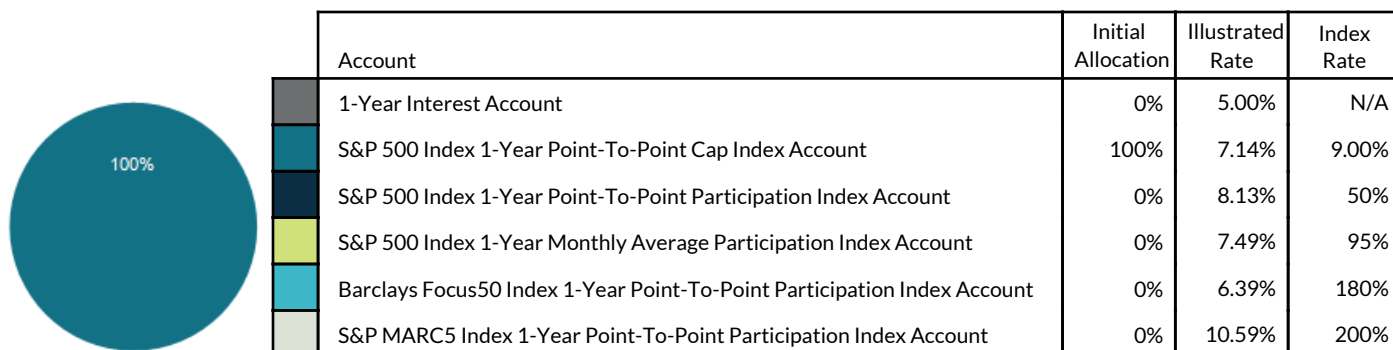 Account Initial Allocation Illustrated Rate Index Rate
1-Year Interest Account 0% 5.00% N/A
100%
S&P 500 Index 1-Year Point-To-Point Cap Index Account 100% 7.14% 9.00%
S&P 500 Index 1-Year Point-To-Point Participation Index Account 0% 8.13% 50%
S&P 500 Index 1-Year Monthly Average Participation Index Account 0% 7.49% 95%
Barclays Focus50 Index 1-Year Point-To-Point Participation Index Account 0% 6.39% 180%
S&P MARC5 Index 1-Year Point-To-Point Participation Index Account 0% 10.59% 200%